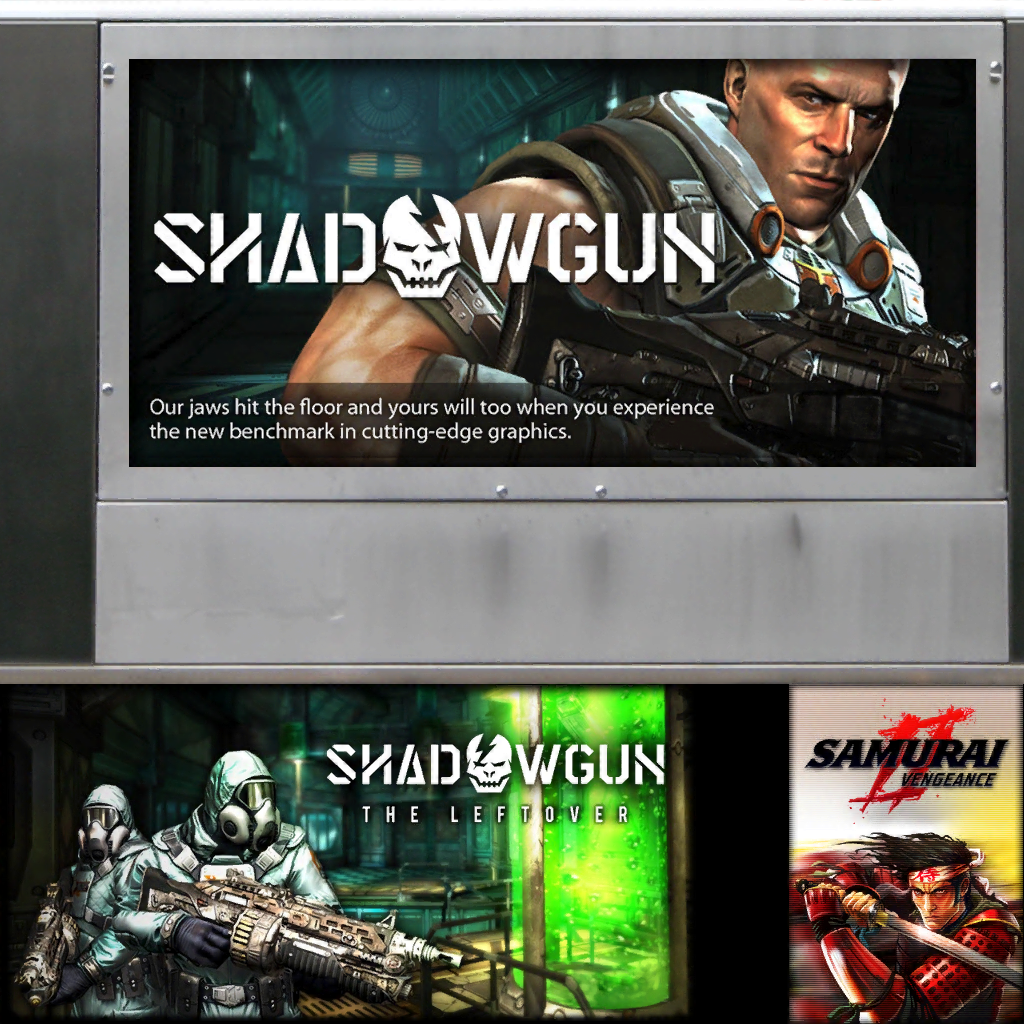 SHADOWGUN
Our jaws hit the floor and yours will too when you experience
the new benchmark in cutting-edge graphics.
SHADOWGUN
THE LEFTOVER
SAMURAI
II
VENGEANCE
侍